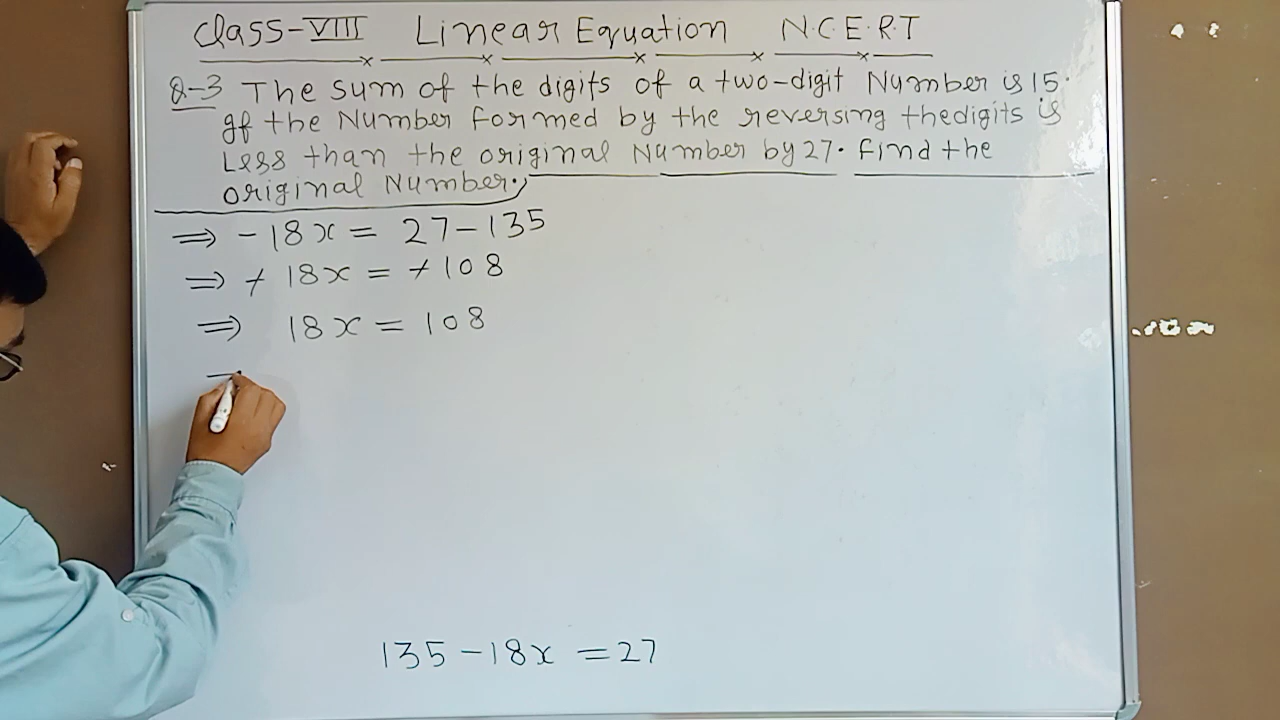 Class-VIII Linear Equation N.C.E.R.T
Q-3 The sum of the digits of a two-digit Number is 15.
If the Number formed by the reversing the digits is
Less than the original Number by 27. Find the
original Number.
⇒ -18x = 27-135
⇒ + 18x = +108
⇒ 18x = 108
135-18x = 27